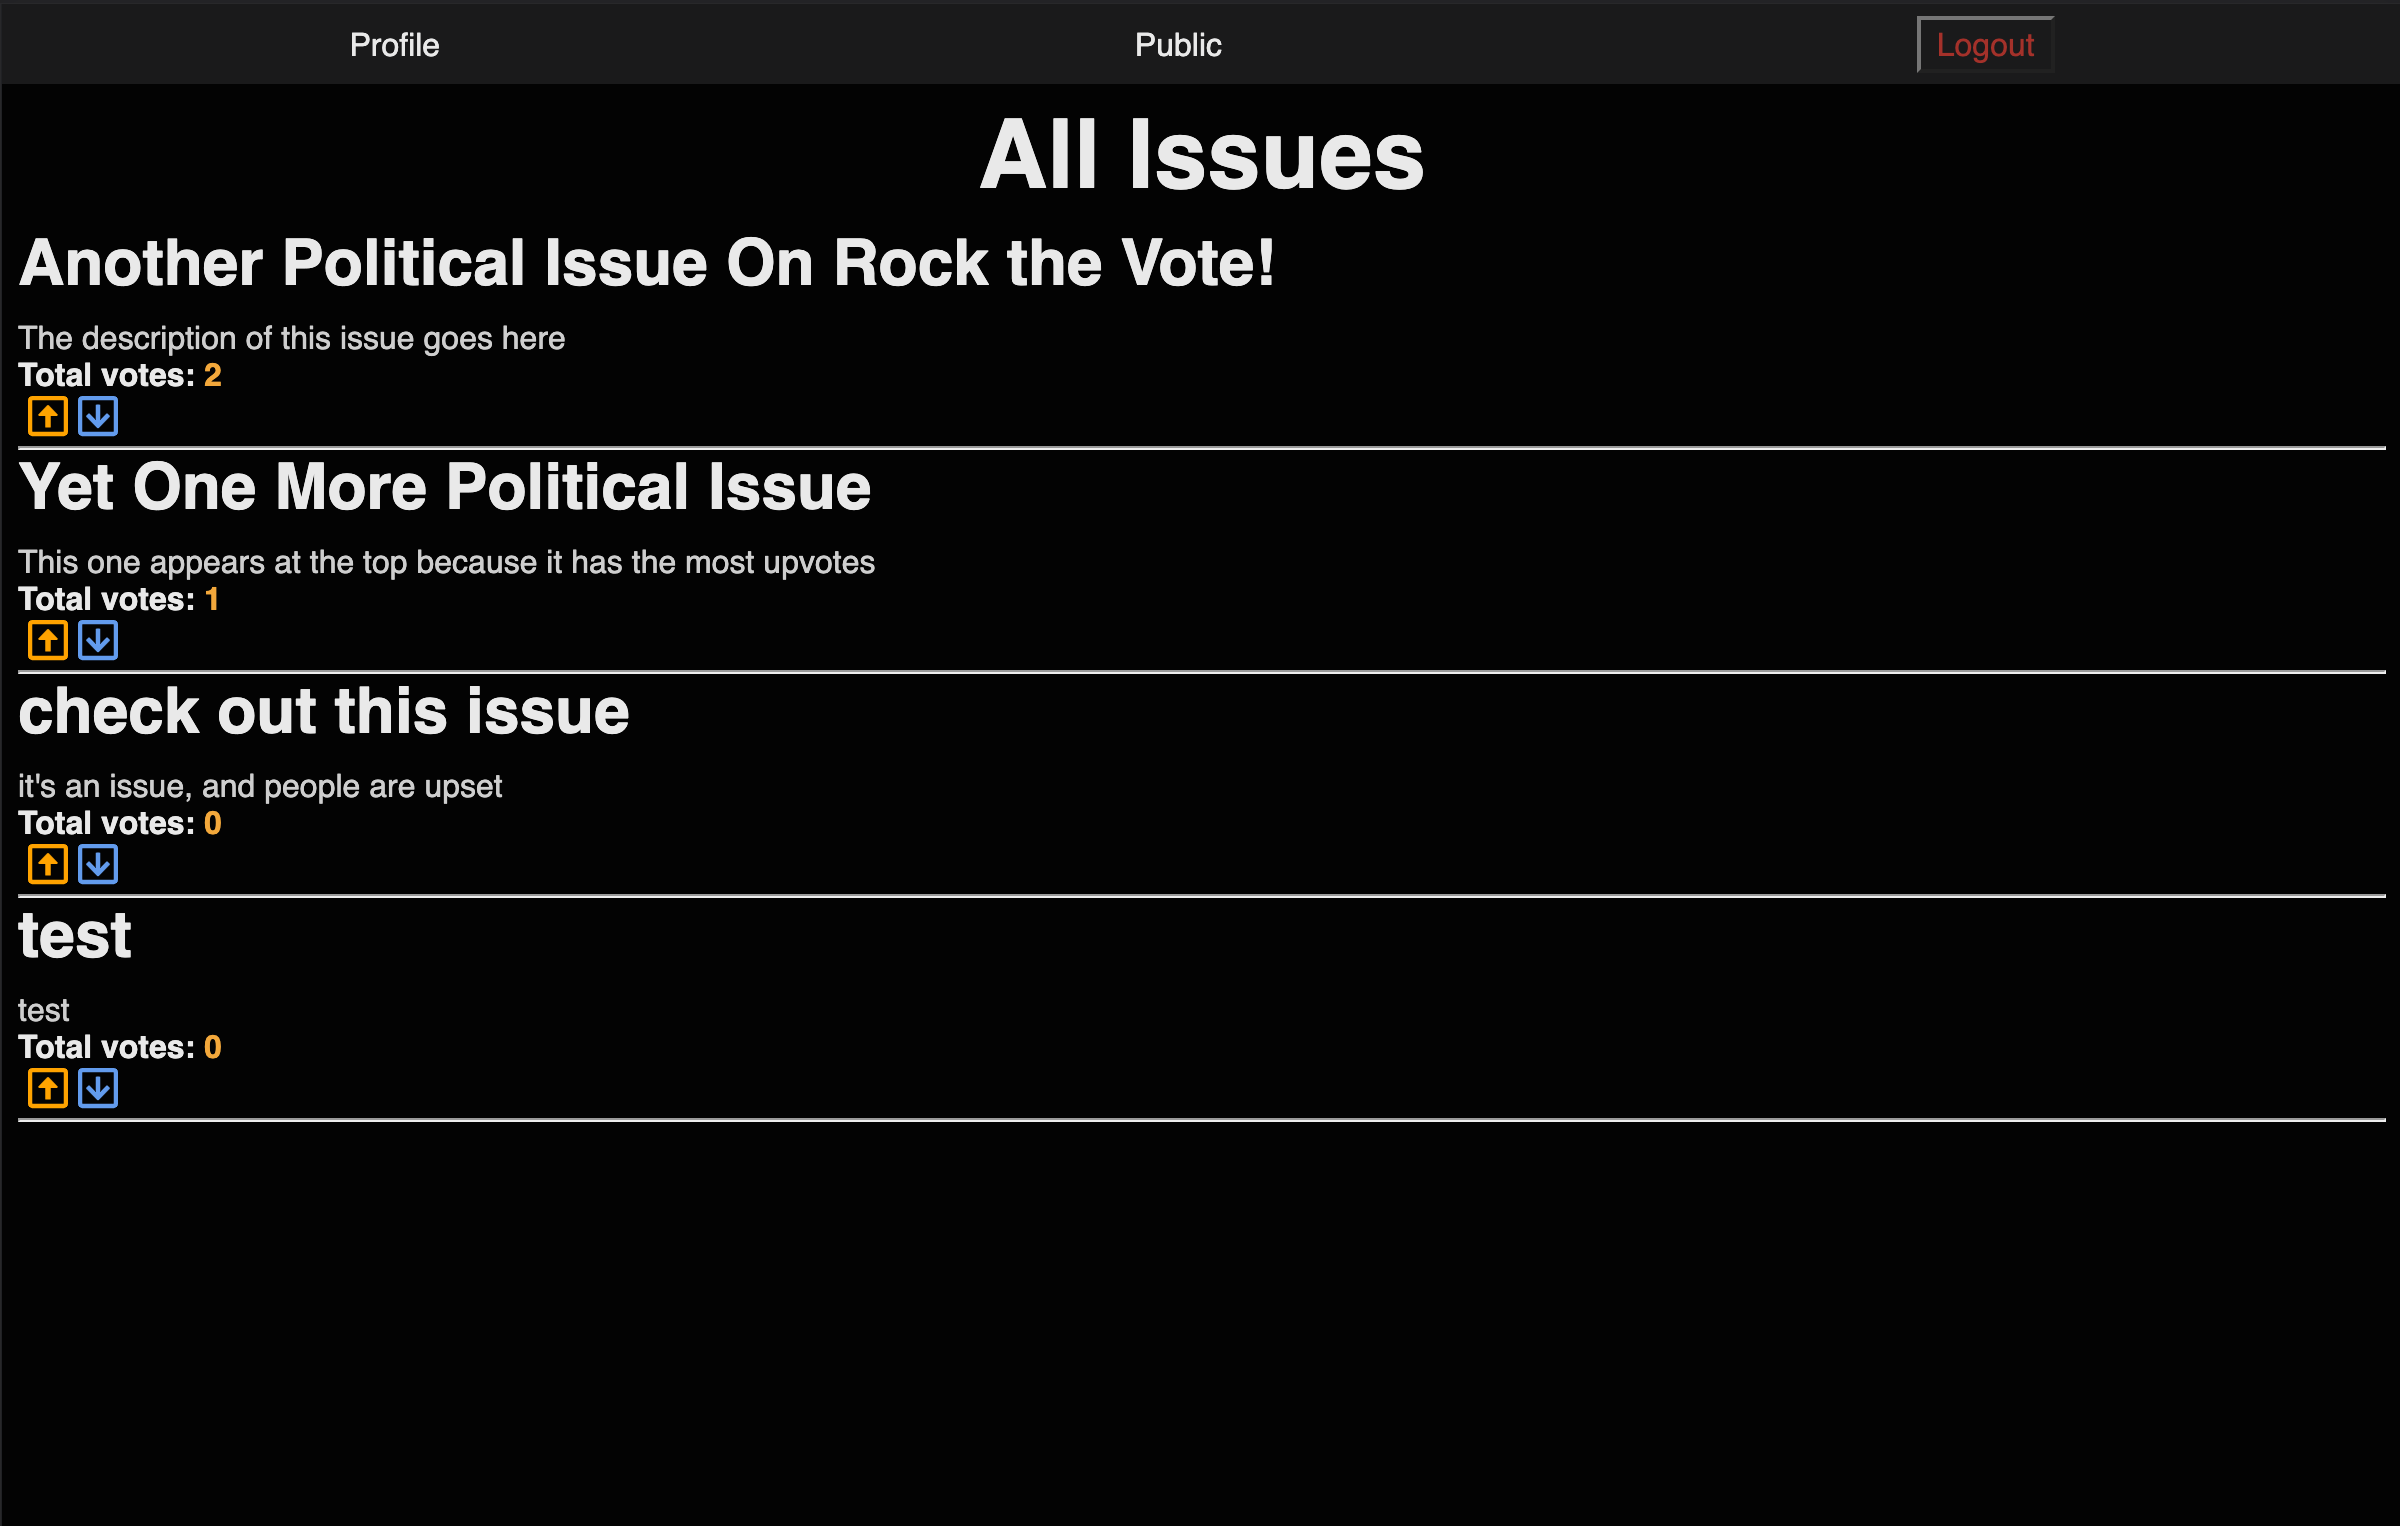 Profile Public Logout
All Issues
Another Political Issue On Rock the Vote!
The description of this issue goes here
Total votes: 2
Yet One More Political Issue
This one appears at the top because it has the most upvotes
Total votes: 1
check out this issue
it's an issue, and people are upset
Total votes: 0
test
test
Total votes: 0